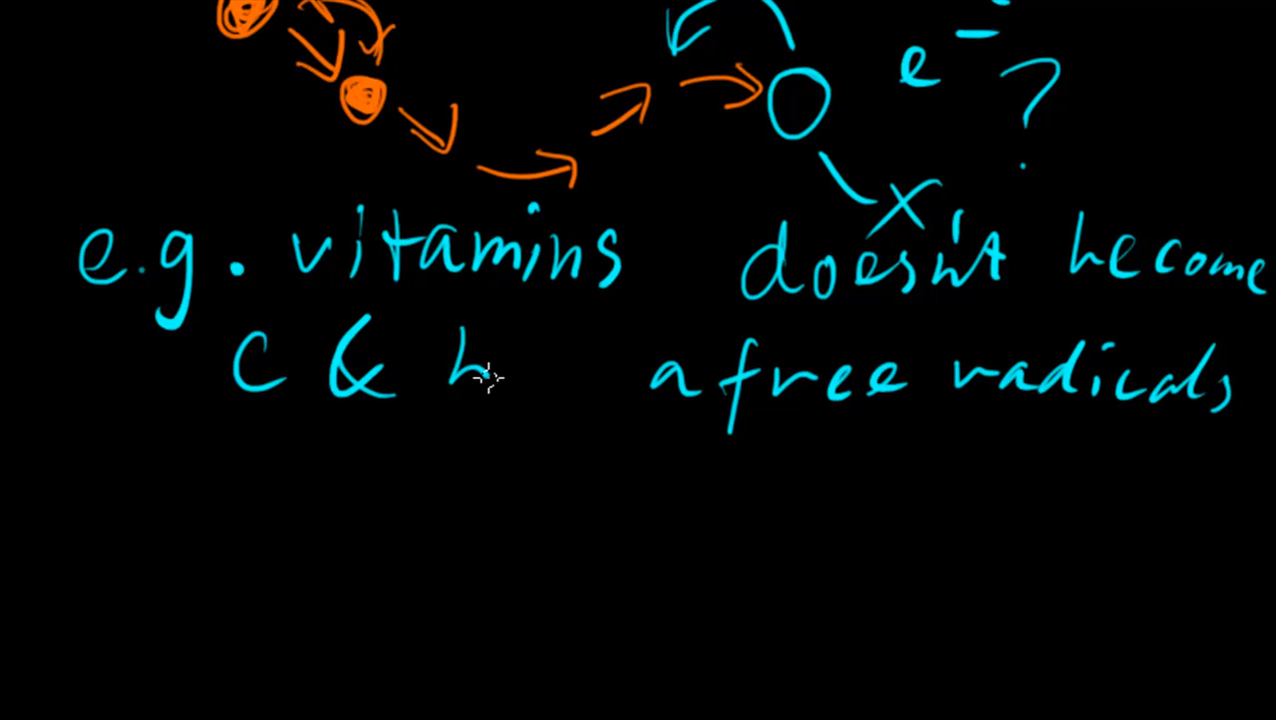 e⁻
?
e.g. vitamins doesn't become
C & a free radicals